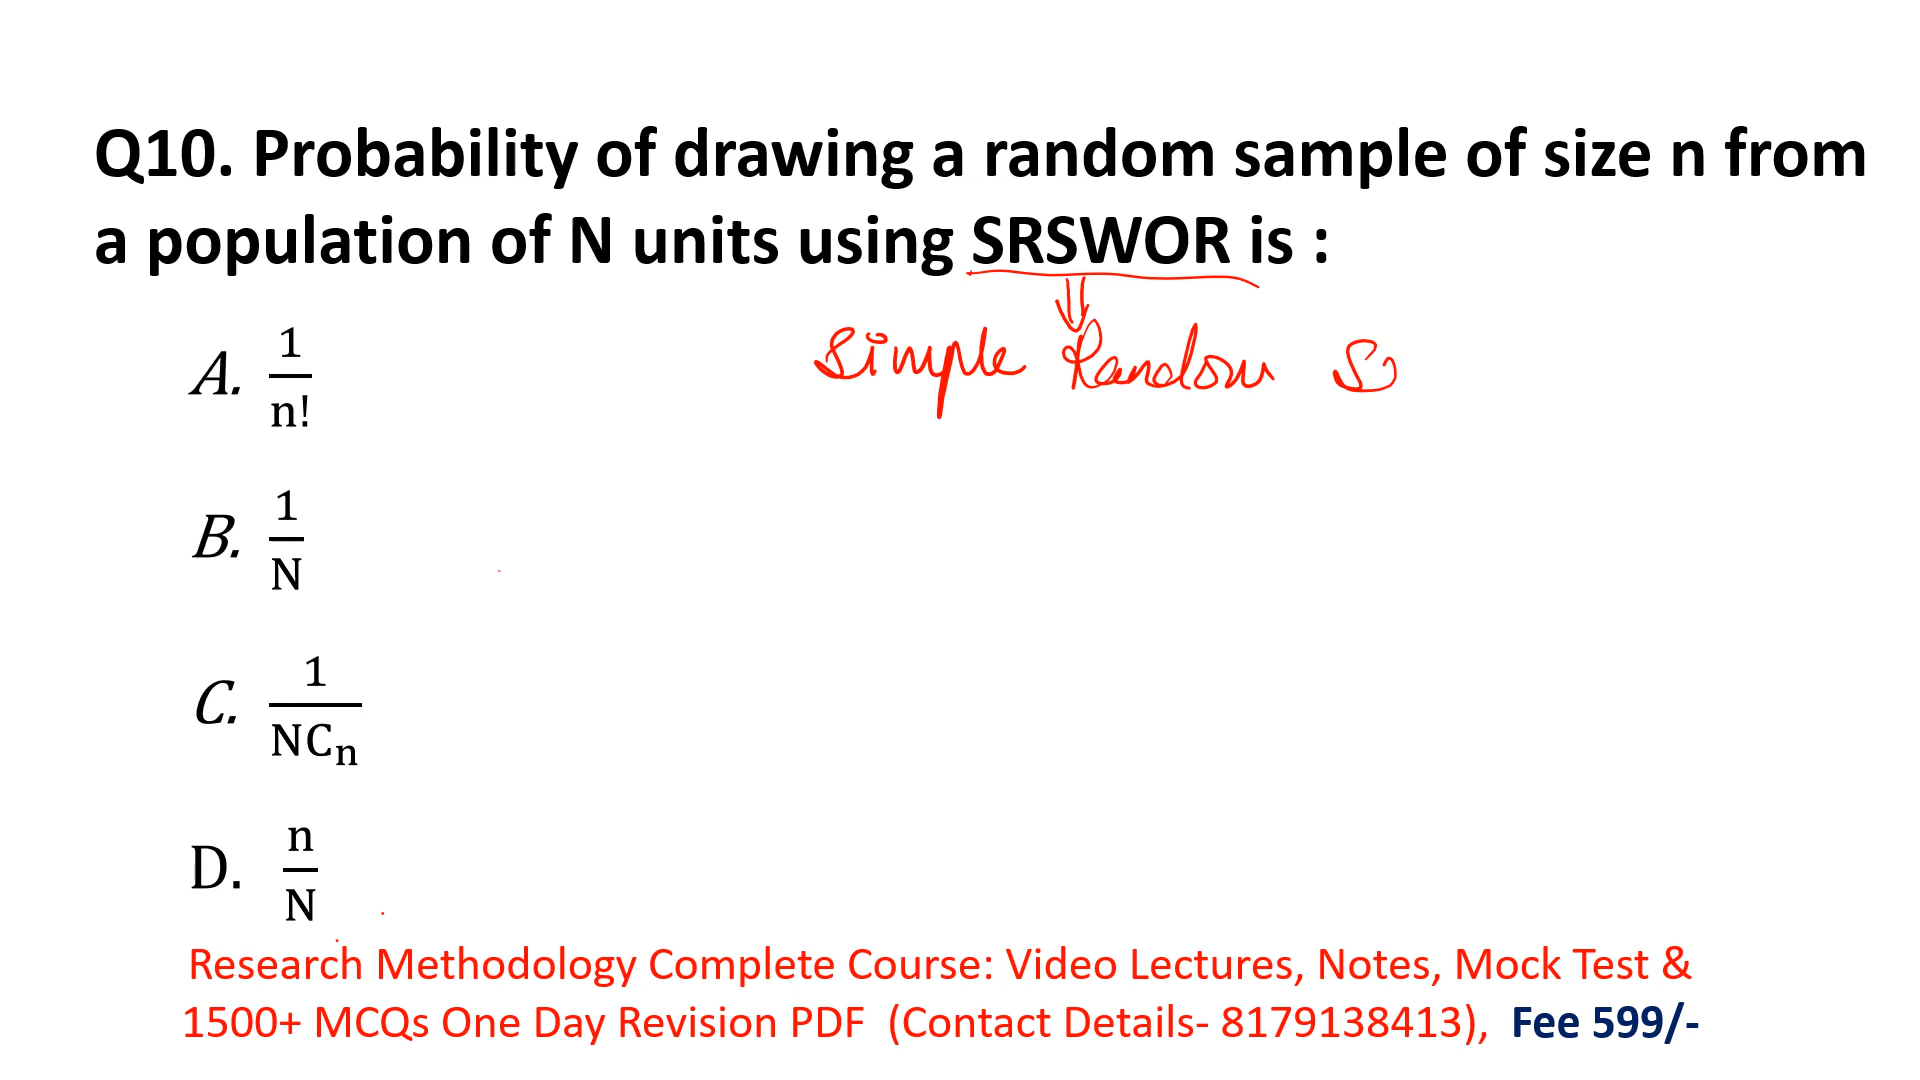 Q10. Probability of drawing a random sample of size n from
a population of N units using SRSWOR is :
Simple Random
A. 1/n!
B. 1/N
C. 1/NCₙ
D. n/N
Research Methodology Complete Course: Video Lectures, Notes, Mock Test &
1500+ MCQs One Day Revision PDF (Contact Details- 8179138413), Fee 599/-